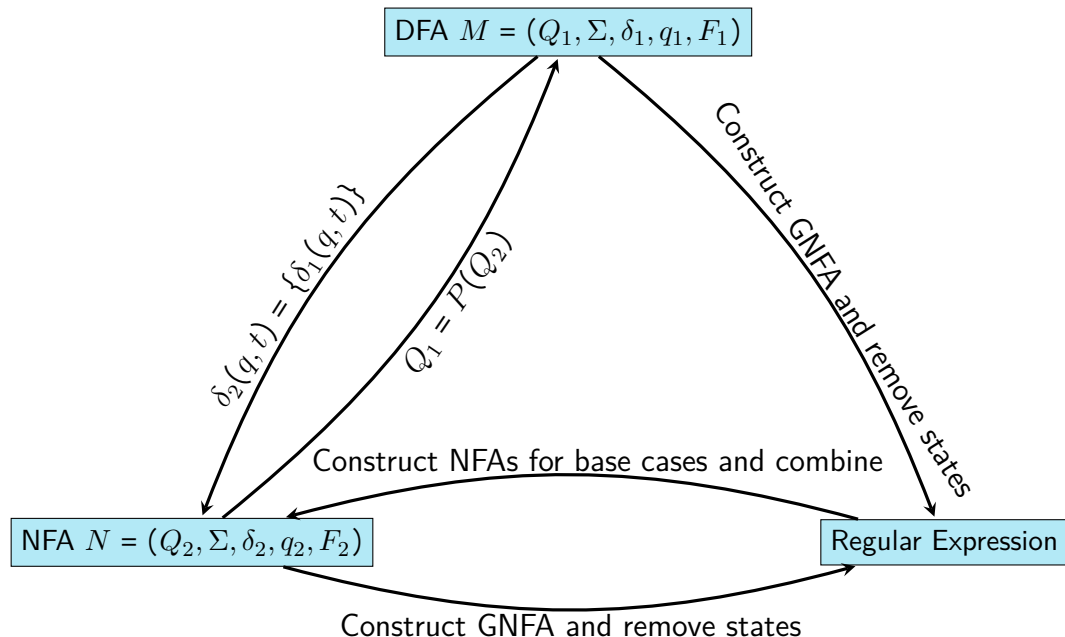 DFA M = (Q₁, Σ, δ₁, q₁, F₁)
Construct GNFA and remove states
δ₂(q, t) = {δ₁(q, t)}
Q₁ = P(Q₂)
Construct NFAs for base cases and combine
NFA N = (Q₂, Σ, δ₂, q₂, F₂)
Regular Expression
Construct GNFA and remove states